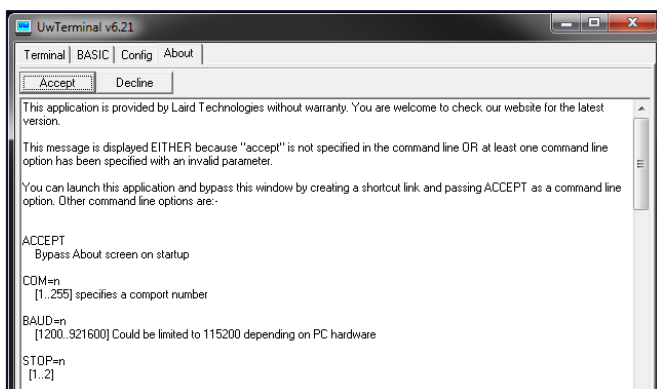 UwTerminal v6.21
Terminal BASIC Config About
Accept Decline
This application is provided by Laird Technologies without warranty. You are welcome to check our website for the latest
version.
This message is displayed EITHER because "accept" is not specified in the command line OR at least one command line
option has been specified with an invalid parameter.
You can launch this application and bypass this window by creating a shortcut link and passing ACCEPT as a command line
option. Other command line options are:-
ACCEPT
Bypass About screen on startup
COM=n
[1..255] specifies a comport number
BAUD=n
[1200..921600] Could be limited to 115200 depending on PC hardware
STOP=n
[1..2]